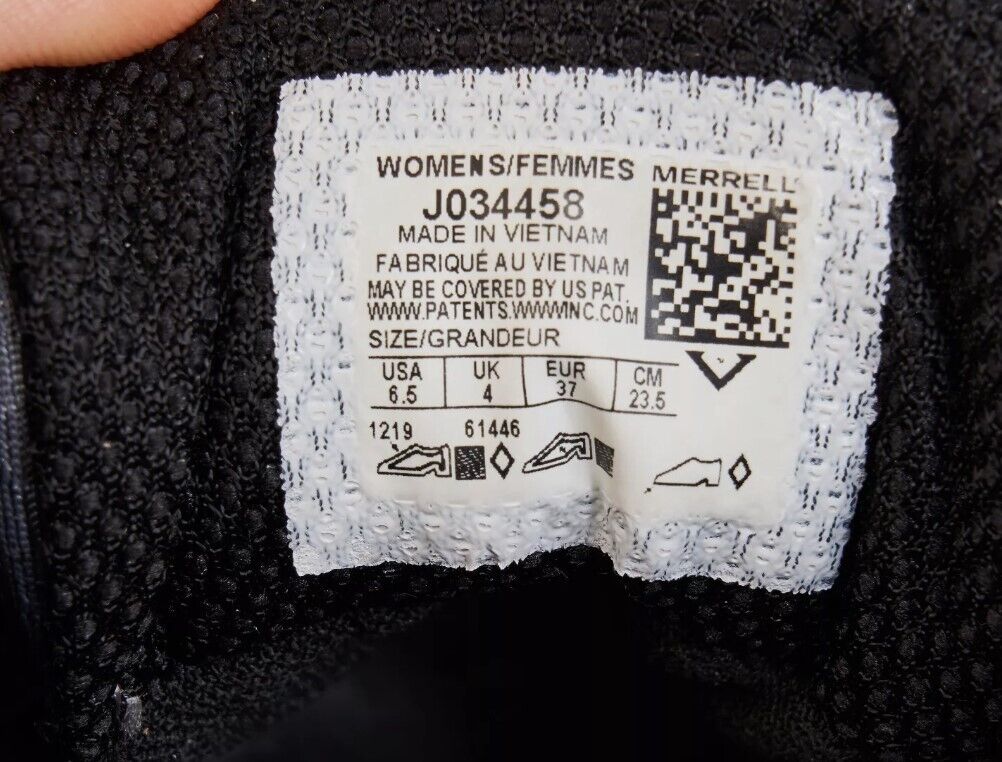 WOMENS/FEMMES
MERRELL
J034458
MADE IN VIETNAM
FABRIQUÉ AU VIETNAM
MAY BE COVERED BY US PAT.
WWW.PATENTS.WWWINC.COM
SIZE/GRANDEUR
USA UK EUR CM
6.5 4 37 23.5
1219 61446